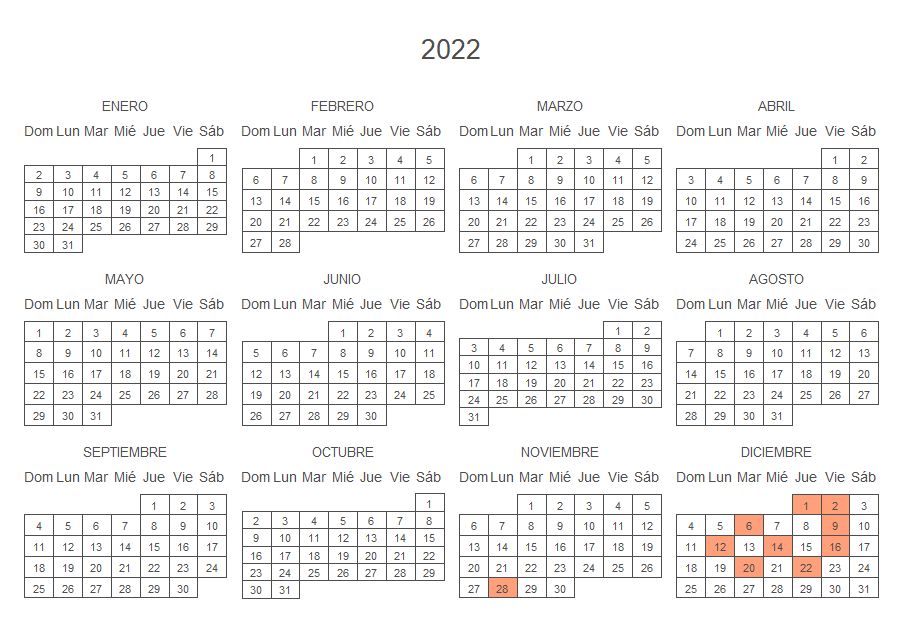 2022
ENERO FEBRERO MARZO ABRIL
Dom Lun Mar Mié Jue Vie Sáb Dom Lun Mar Mié Jue Vie Sáb Dom Lun Mar Mié Jue Vie Sáb Dom Lun Mar Mié Jue Vie Sáb
1 1 2 3 4 5 1 2 3 4 5 1 2
2 3 4 5 6 7 8 6 7 8 9 10 11 12 6 7 8 9 10 11 12 3 4 5 6 7 8 9
9 10 11 12 13 14 15 13 14 15 16 17 18 19 13 14 15 16 17 18 19 10 11 12 13 14 15 16
16 17 18 19 20 21 22 20 21 22 23 24 25 26 20 21 22 23 24 25 26 17 18 19 20 21 22 23
23 24 25 26 27 28 29 27 28 27 28 29 30 31 24 25 26 27 28 29 30
30 31
MAYO JUNIO JULIO AGOSTO
Dom Lun Mar Mié Jue Vie Sáb Dom Lun Mar Mié Jue Vie Sáb Dom Lun Mar Mié Jue Vie Sáb Dom Lun Mar Mié Jue Vie Sáb
1 2 3 4 5 6 7 1 2 3 4 1 2 1 2 3 4 5 6
8 9 10 11 12 13 14 5 6 7 8 9 10 11 3 4 5 6 7 8 9 7 8 9 10 11 12 13
15 16 17 18 19 20 21 12 13 14 15 16 17 18 10 11 12 13 14 15 16 14 15 16 17 18 19 20
22 23 24 25 26 27 28 19 20 21 22 23 24 25 17 18 19 20 21 22 23 21 22 23 24 25 26 27
29 30 31 26 27 28 29 30 24 25 26 27 28 29 30 28 29 30 31
31
SEPTIEMBRE OCTUBRE NOVIEMBRE DICIEMBRE
Dom Lun Mar Mié Jue Vie Sáb Dom Lun Mar Mié Jue Vie Sáb Dom Lun Mar Mié Jue Vie Sáb Dom Lun Mar Mié Jue Vie Sáb
1 2 3 1 1 2 3 4 5 1 2 3
4 5 6 7 8 9 10 2 3 4 5 6 7 8 6 7 8 9 10 11 12 4 5 6 7 8 9 10
11 12 13 14 15 16 17 9 10 11 12 13 14 15 13 14 15 16 17 18 19 11 12 13 14 15 16 17
18 19 20 21 22 23 24 16 17 18 19 20 21 22 20 21 22 23 24 25 26 18 19 20 21 22 23 24
25 26 27 28 29 30 23 24 25 26 27 28 29 27 28 29 30 25 26 27 28 29 30 31
30 31